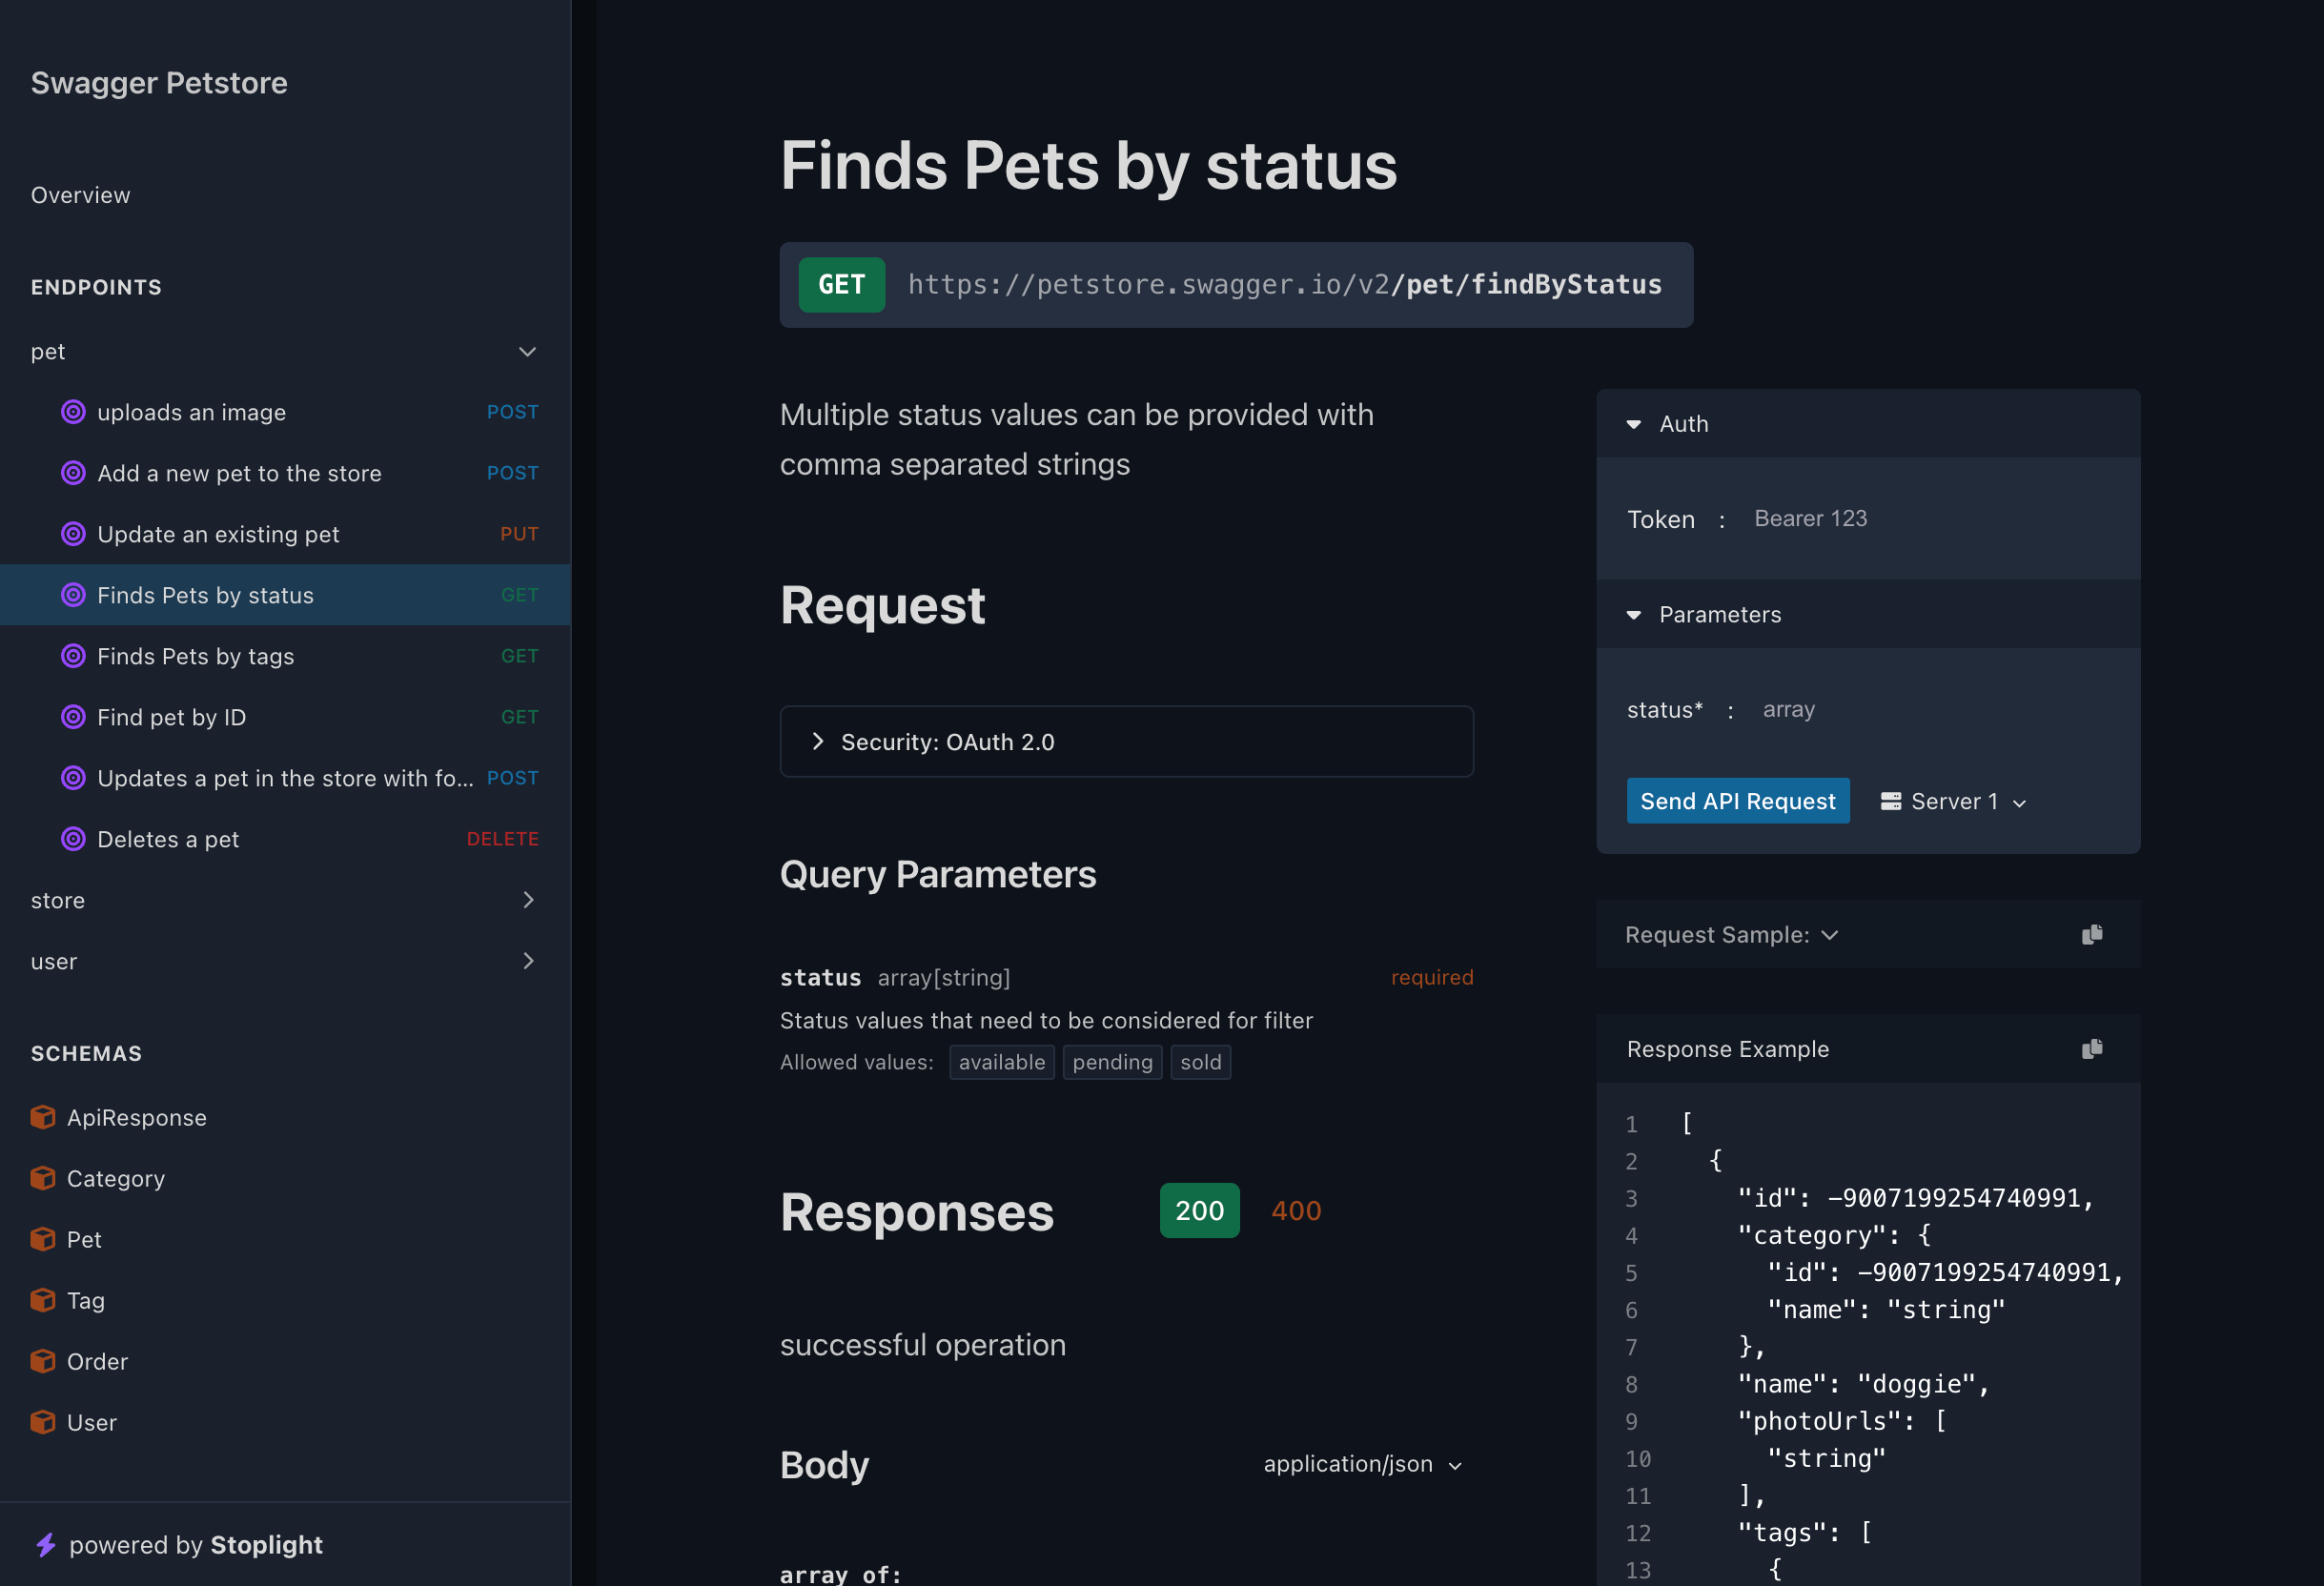 Swagger Petstore
Overview
ENDPOINTS
pet
uploads an image POST
Add a new pet to the store POST
Update an existing pet PUT
Finds Pets by status GET
Finds Pets by tags GET
Find pet by ID GET
Updates a pet in the store with fo... POST
Deletes a pet DELETE
store
user
SCHEMAS
ApiResponse
Category
Pet
Tag
Order
User
powered by Stoplight
Finds Pets by status
GET https://petstore.swagger.io/v2/pet/findByStatus
Multiple status values can be provided with
comma separated strings
Request
Security: OAuth 2.0
Query Parameters
status array[string] required
Status values that need to be considered for filter
Allowed values: available pending sold
Responses 200 400
successful operation
Body application/json
array of:
Auth
Token : Bearer 123
Parameters
status* : array
Send API Request Server 1
Request Sample:
Response Example
1 [
2 {
3 "id": -9007199254740991,
4 "category": {
5 "id": -9007199254740991,
6 "name": "string"
7 },
8 "name": "doggie",
9 "photoUrls": [
10 "string"
11 ],
12 "tags": [
13 {